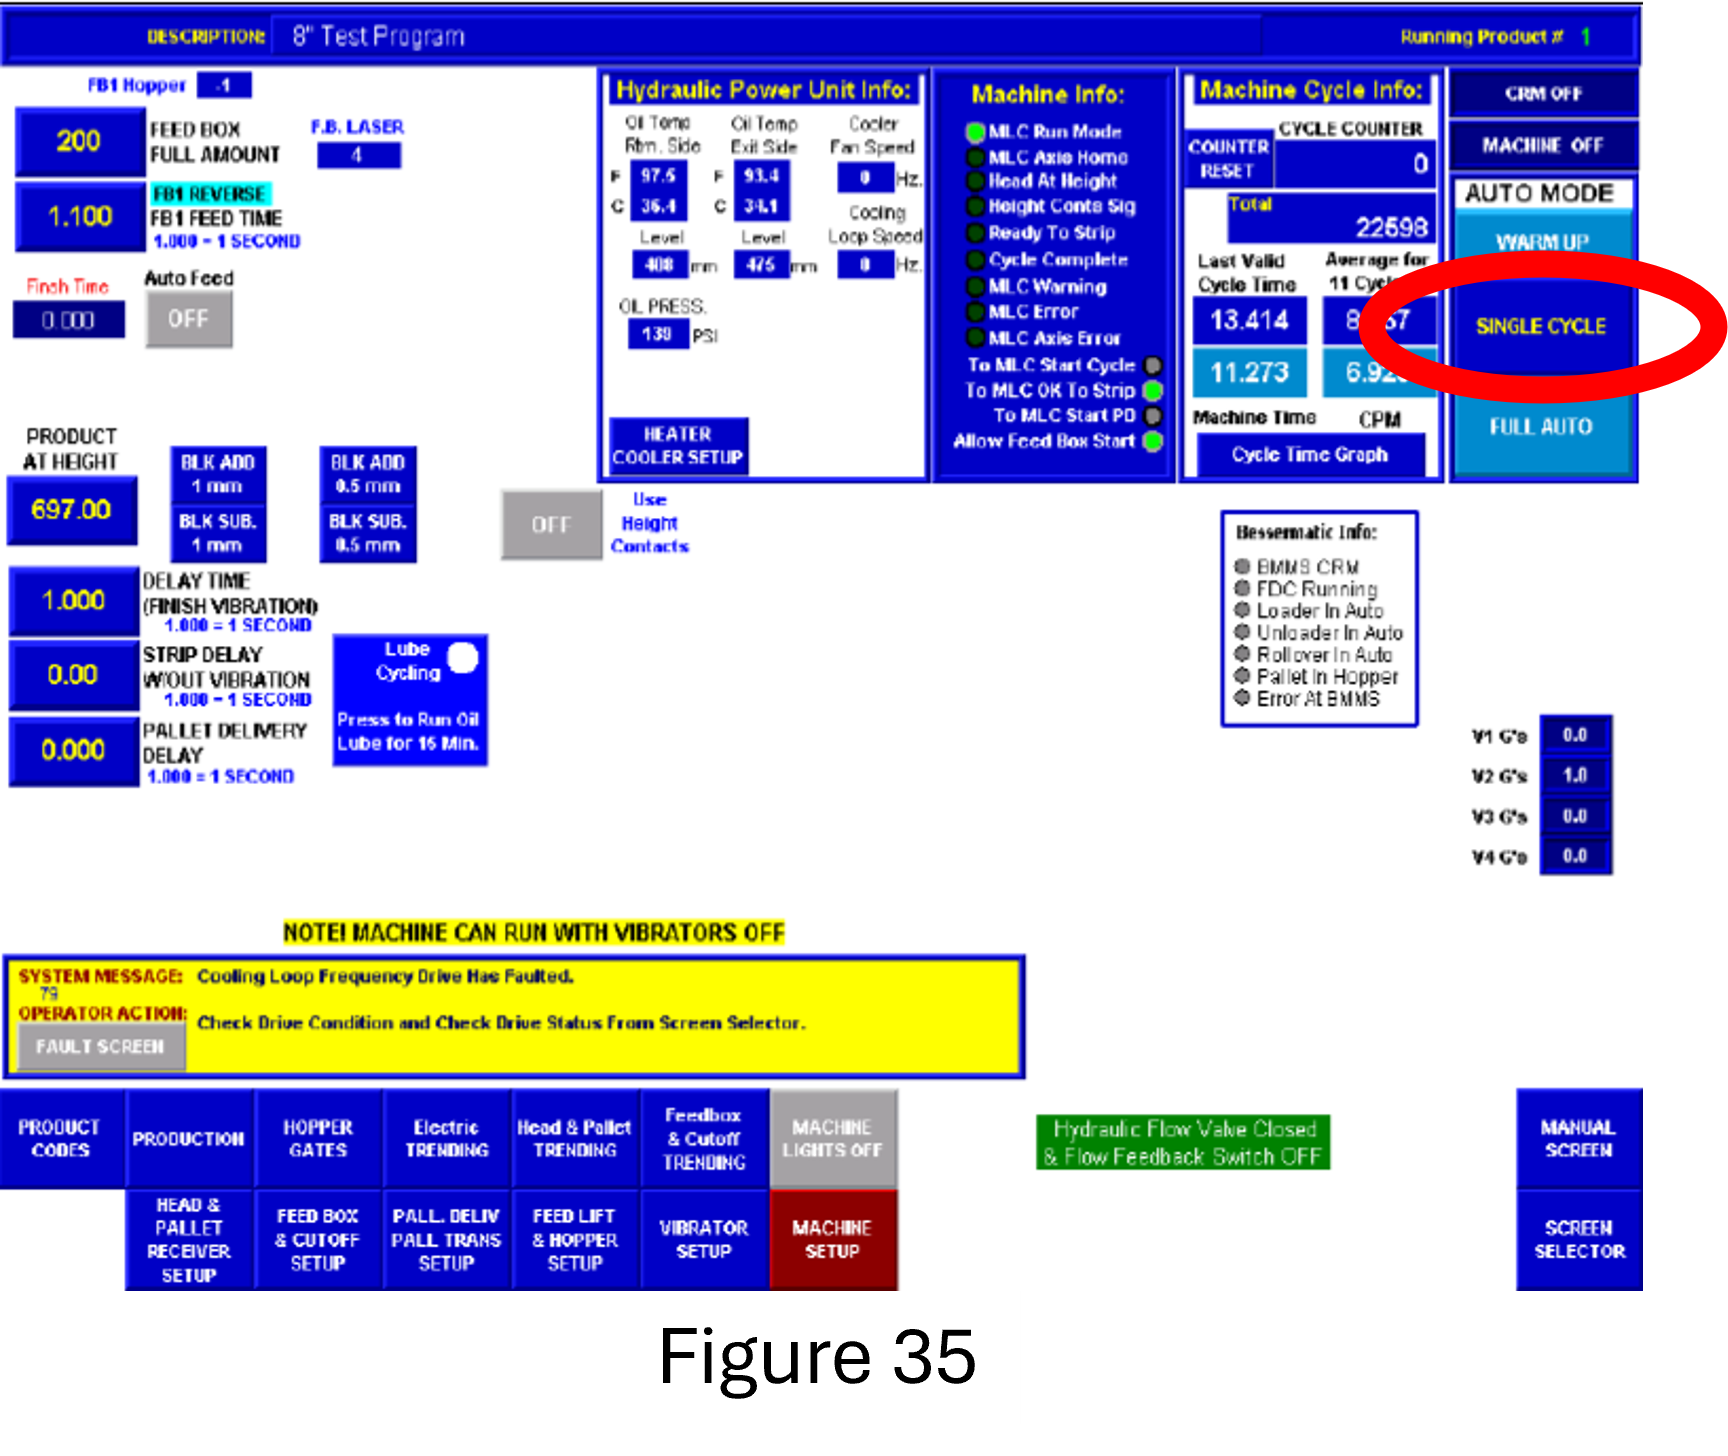 DESCRIPTION: 8" Test Program
Running Product # 1
FB1 Hopper -1
200
FEED BOX
FULL AMOUNT
F.B. LASER
4
1.100
FB1 REVERSE
FB1 FEED TIME
1.000 = 1 SECOND
Finsh Time
0.000
Auto Feed
OFF
PRODUCT
AT HEIGHT
697.00
BLK ADD
1 mm
BLK SUB.
1 mm
BLK ADD
0.5 mm
BLK SUB.
0.5 mm
OFF
Use
Height
Contacts
1.000
DELAY TIME
(FINISH VIBRATION)
1.000 = 1 SECOND
0.00
STRIP DELAY
W/OUT VIBRATION
1.000 = 1 SECOND
0.000
PALLET DELIVERY
DELAY
1.000 = 1 SECOND
Lube
Cycling
Press to Run Oil
Lube for 15 Min.
Hydraulic Power Unit Info:
Oil Temp
Rtrn. Side
Oil Temp
Exit Side
Cooler
Fan Speed
F 97.5 F 93.4 0 Hz.
C 36.4 C 34.1
Cooling
Loop Speed
Level Level
408 mm 475 mm 0 Hz.
OIL PRESS.
139 PSI
HEATER
COOLER SETUP
Machine Info:
MLC Run Mode
MLC Axis Home
Head At Height
Height Conts Sig
Ready To Strip
Cycle Complete
MLC Warning
MLC Error
MLC Axis Error
To MLC Start Cycle
To MLC OK To Strip
To MLC Start PD
Allow Feed Box Start
Machine Cycle Info:
COUNTER
RESET
CYCLE COUNTER
0
Total
22598
Last Valid
Cycle Time
Average for
11
13.414
11.273
Machine Time CPM
Cycle Time Graph
CRM OFF
MACHINE OFF
AUTO MODE
WARM UP
SINGLE CYCLE
FULL AUTO
Bessermatic Info:
BMMS CRM
FDC Running
Loader In Auto
Unloader In Auto
Rollover In Auto
Pallet In Hopper
Error At BMMS
V1 G's 0.0
V2 G's 1.0
V3 G's 0.0
V4 G's 0.0
NOTE! MACHINE CAN RUN WITH VIBRATORS OFF
SYSTEM MESSAGE: Cooling Loop Frequency Drive Has Faulted.
79
OPERATOR ACTION:
Check Drive Condition and Check Drive Status From Screen Selector.
FAULT SCREEN
PRODUCT
CODES
PRODUCTION
HOPPER
GATES
Electric
TRENDING
Head & Pallet
TRENDING
Feedbox
& Cutoff
TRENDING
MACHINE
LIGHTS OFF
HEAD &
PALLET
RECEIVER
SETUP
FEED BOX
& CUTOFF
SETUP
PALL. DELIV
PALL TRANS
SETUP
FEED LIFT
& HOPPER
SETUP
VIBRATOR
SETUP
MACHINE
SETUP
Hydraulic Flow Valve Closed
& Flow Feedback Switch OFF
MANUAL
SCREEN
SCREEN
SELECTOR
Figure 35